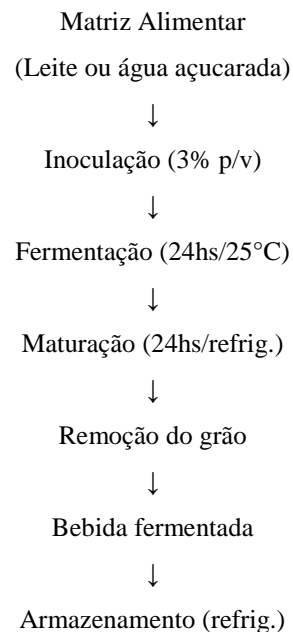 Matriz Alimentar
(Leite ou água açucarada)
↓
Inoculação (3% p/v)
↓
Fermentação (24hs/25°C)
↓
Maturação (24hs/refrig.)
↓
Remoção do grão
↓
Bebida fermentada
↓
Armazenamento (refrig.)